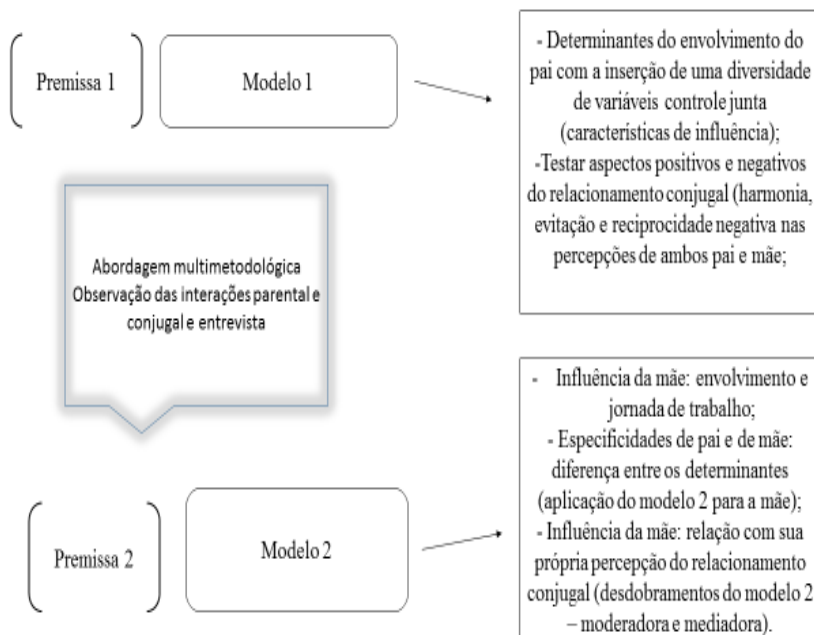 Premissa 1
Modelo 1
- Determinantes do envolvimento do
pai com a inserção de uma diversidade
de variáveis controle junta
(características de influência);
-Testar aspectos positivos e negativos
do relacionamento conjugal (harmonia,
evitação e reciprocidade negativa nas
percepções de ambos pai e mãe;
Abordagem multimetodológica
Observação das interações parental e
conjugal e entrevista
Premissa 2
Modelo 2
- Influência da mãe: envolvimento e
jornada de trabalho;
- Especificidades de pai e de mãe:
diferença entre os determinantes
(aplicação do modelo 2 para a mãe);
- Influência da mãe: relação com sua
própria percepção do relacionamento
conjugal (desdobramentos do modelo 2
– moderadora e mediadora).